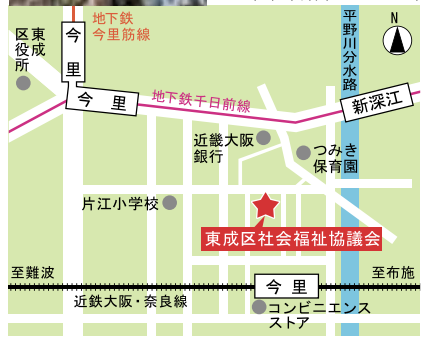 地下鉄
今里筋線
今里
東成
区役所
今里
地下鉄千日前線
平野川分水路
N
新深江
近畿大阪
銀行
つみき
保育園
片江小学校
東成区社会福祉協議会
至難波
今里
至布施
近鉄大阪・奈良線
コンビニエンス
ストア